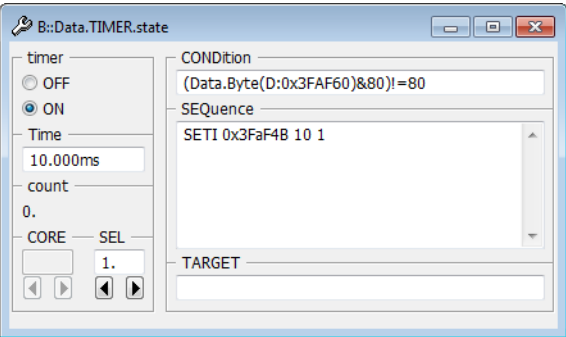 B::Data.TIMER.state
timer
OFF
ON
Time
10.000ms
count
0.
CORE
SEL
1.
CONDition
(Data.Byte(D:0x3FAF60)&80)!=80
SEQuence
SETI 0x3FaF4B 10 1
TARGET